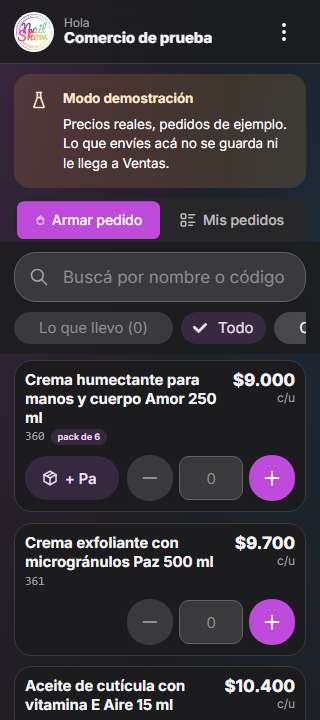 Nail Show
Hola
Comercio de prueba
Modo demostración
Precios reales, pedidos de ejemplo.
Lo que envíes acá no se guarda ni
le llega a Ventas.
Armar pedido
Mis pedidos
Buscá por nombre o código
Lo que llevo (0)
Todo
Crema humectante para
manos y cuerpo Amor 250
ml
$9.000
c/u
360
pack de 6
+ Pa
0
Crema exfoliante con
microgránulos Paz 500 ml
$9.700
c/u
361
0
Aceite de cutícula con
vitamina E Aire 15 ml
$10.400
c/u